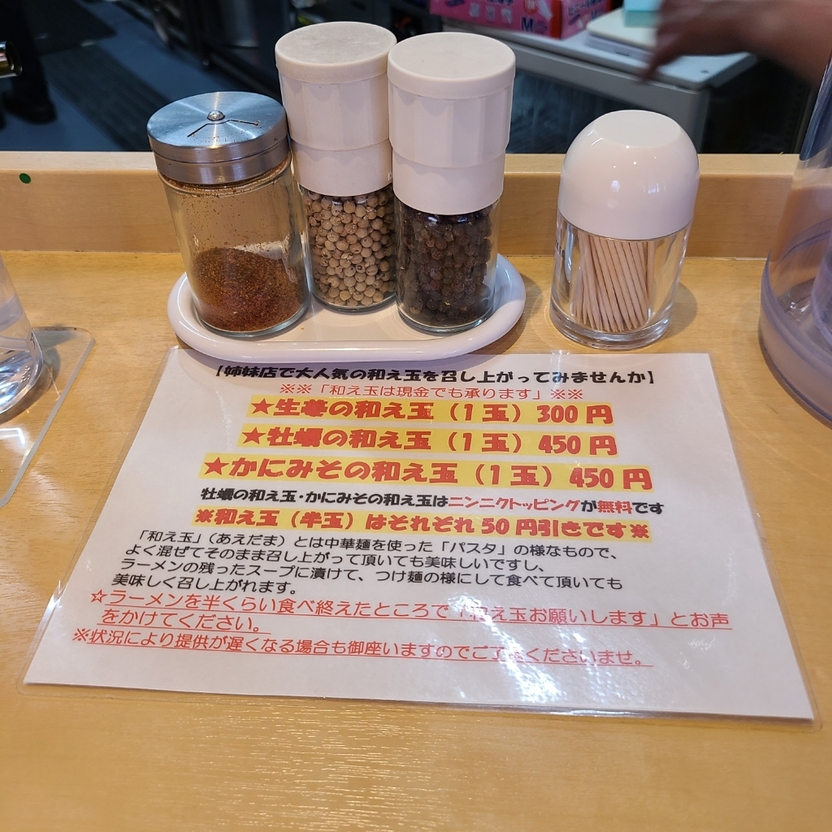 【姉妹店で大人気の和え玉を召し上がってみませんか】
※※「和え玉は現金でも承ります」※※
★生姜の和え玉（１玉）300円
★牡蠣の和え玉（１玉）450円
★かにみその和え玉（１玉）450円
牡蠣の和え玉・かにみその和え玉はニンニクトッピングが無料です
※和え玉（半玉）はそれぞれ50円引きです※
「和え玉」（あえだま）とは中華麺を使った「パスタ」の様なもので、
よく混ぜてそのまま召し上がって頂いても美味しいですし、
ラーメンの残ったスープに漬けて、つけ麺の様にして食べて頂いても
美味しく召し上がれます。
☆ラーメンを半くらい食べ終えたところで「和え玉お願いします」とお声
をかけてください。
※状況により提供が遅くなる場合も御座いますのでご了承くださいませ。
M